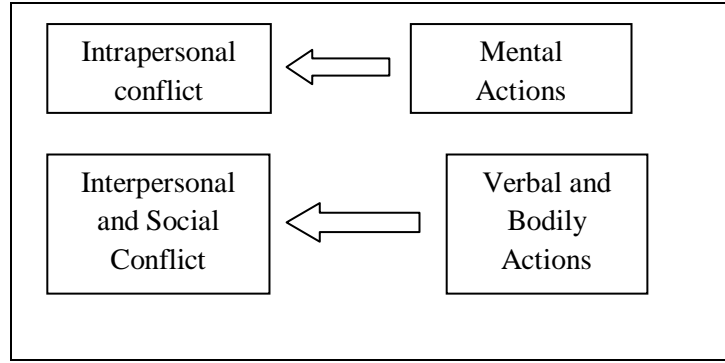 Intrapersonal
conflict
Mental
Actions
Interpersonal
and Social
Conflict
Verbal and
Bodily
Actions